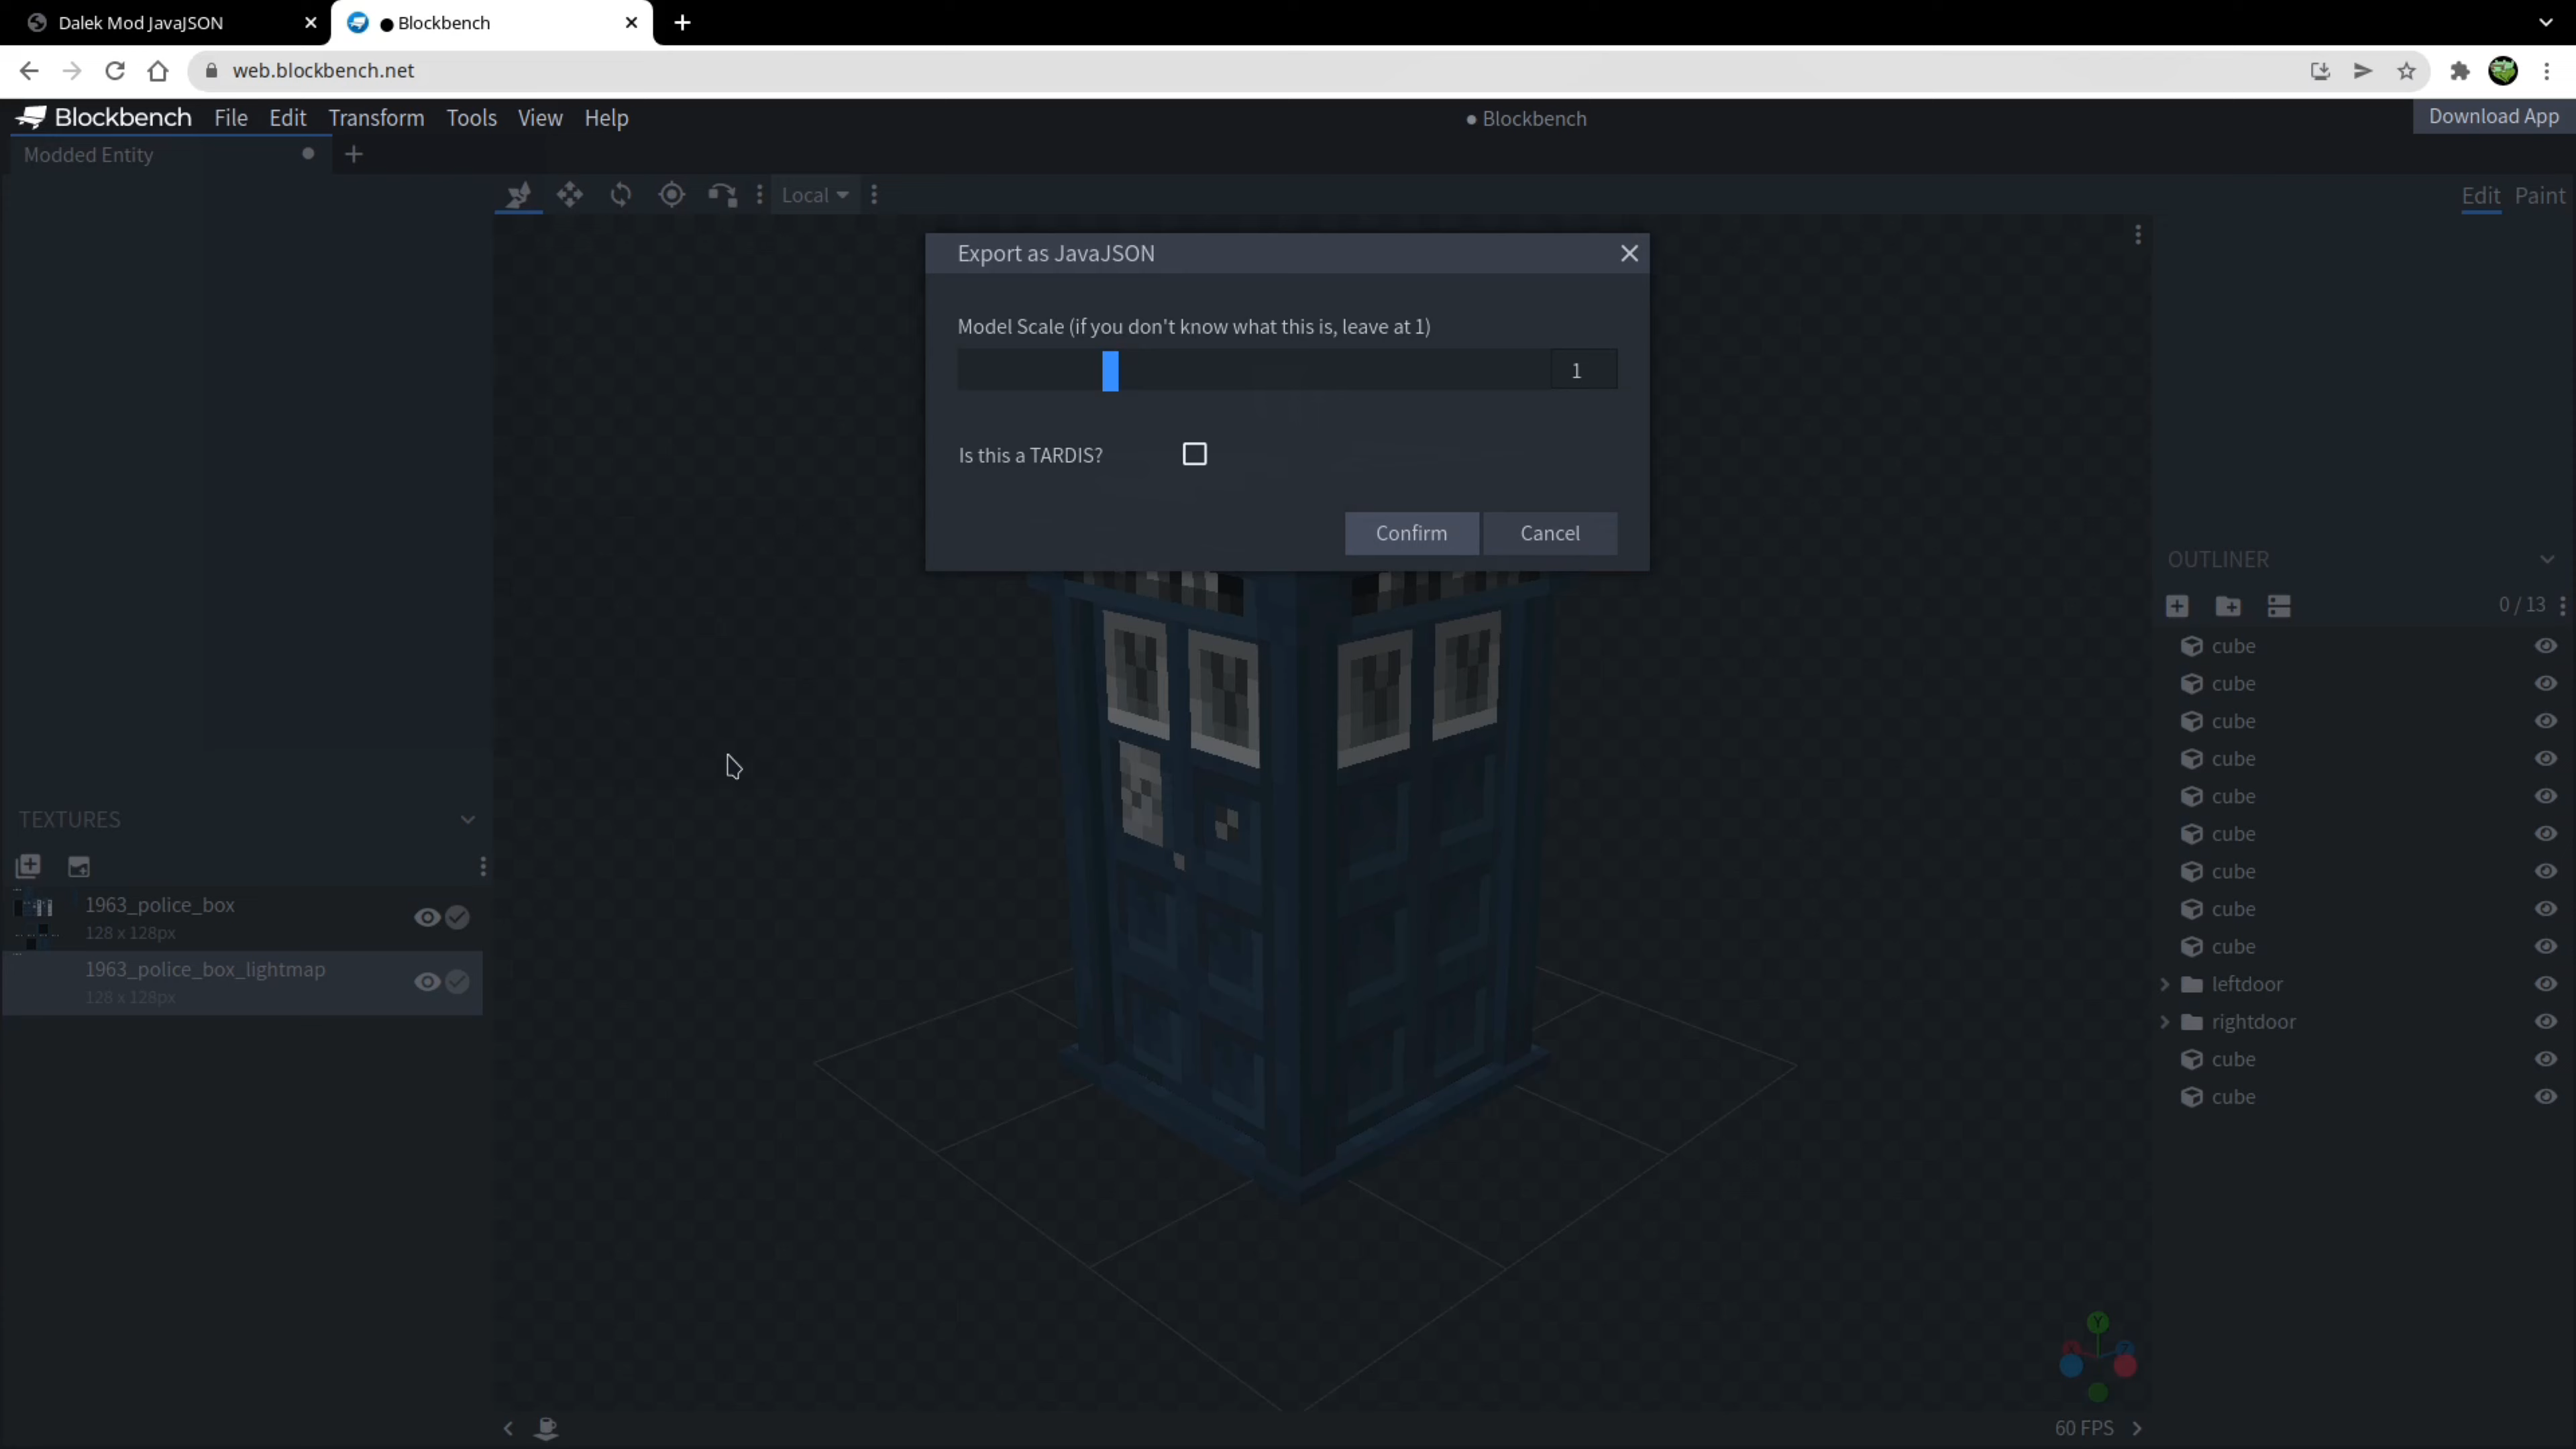 Dalek Mod JavaJSON
● Blockbench
web.blockbench.net
Blockbench File Edit Transform Tools View Help
● Blockbench
Download App
Modded Entity
Local
Edit Paint
Export as JavaJSON
Model Scale (if you don't know what this is, leave at 1)
1
Is this a TARDIS?
Confirm
Cancel
TEXTURES
1963_police_box
128 x 128px
1963_police_box_lightmap
128 x 128px
OUTLINER
0 / 13
cube
cube
cube
cube
cube
cube
cube
cube
cube
leftdoor
rightdoor
cube
cube
Y
60 FPS